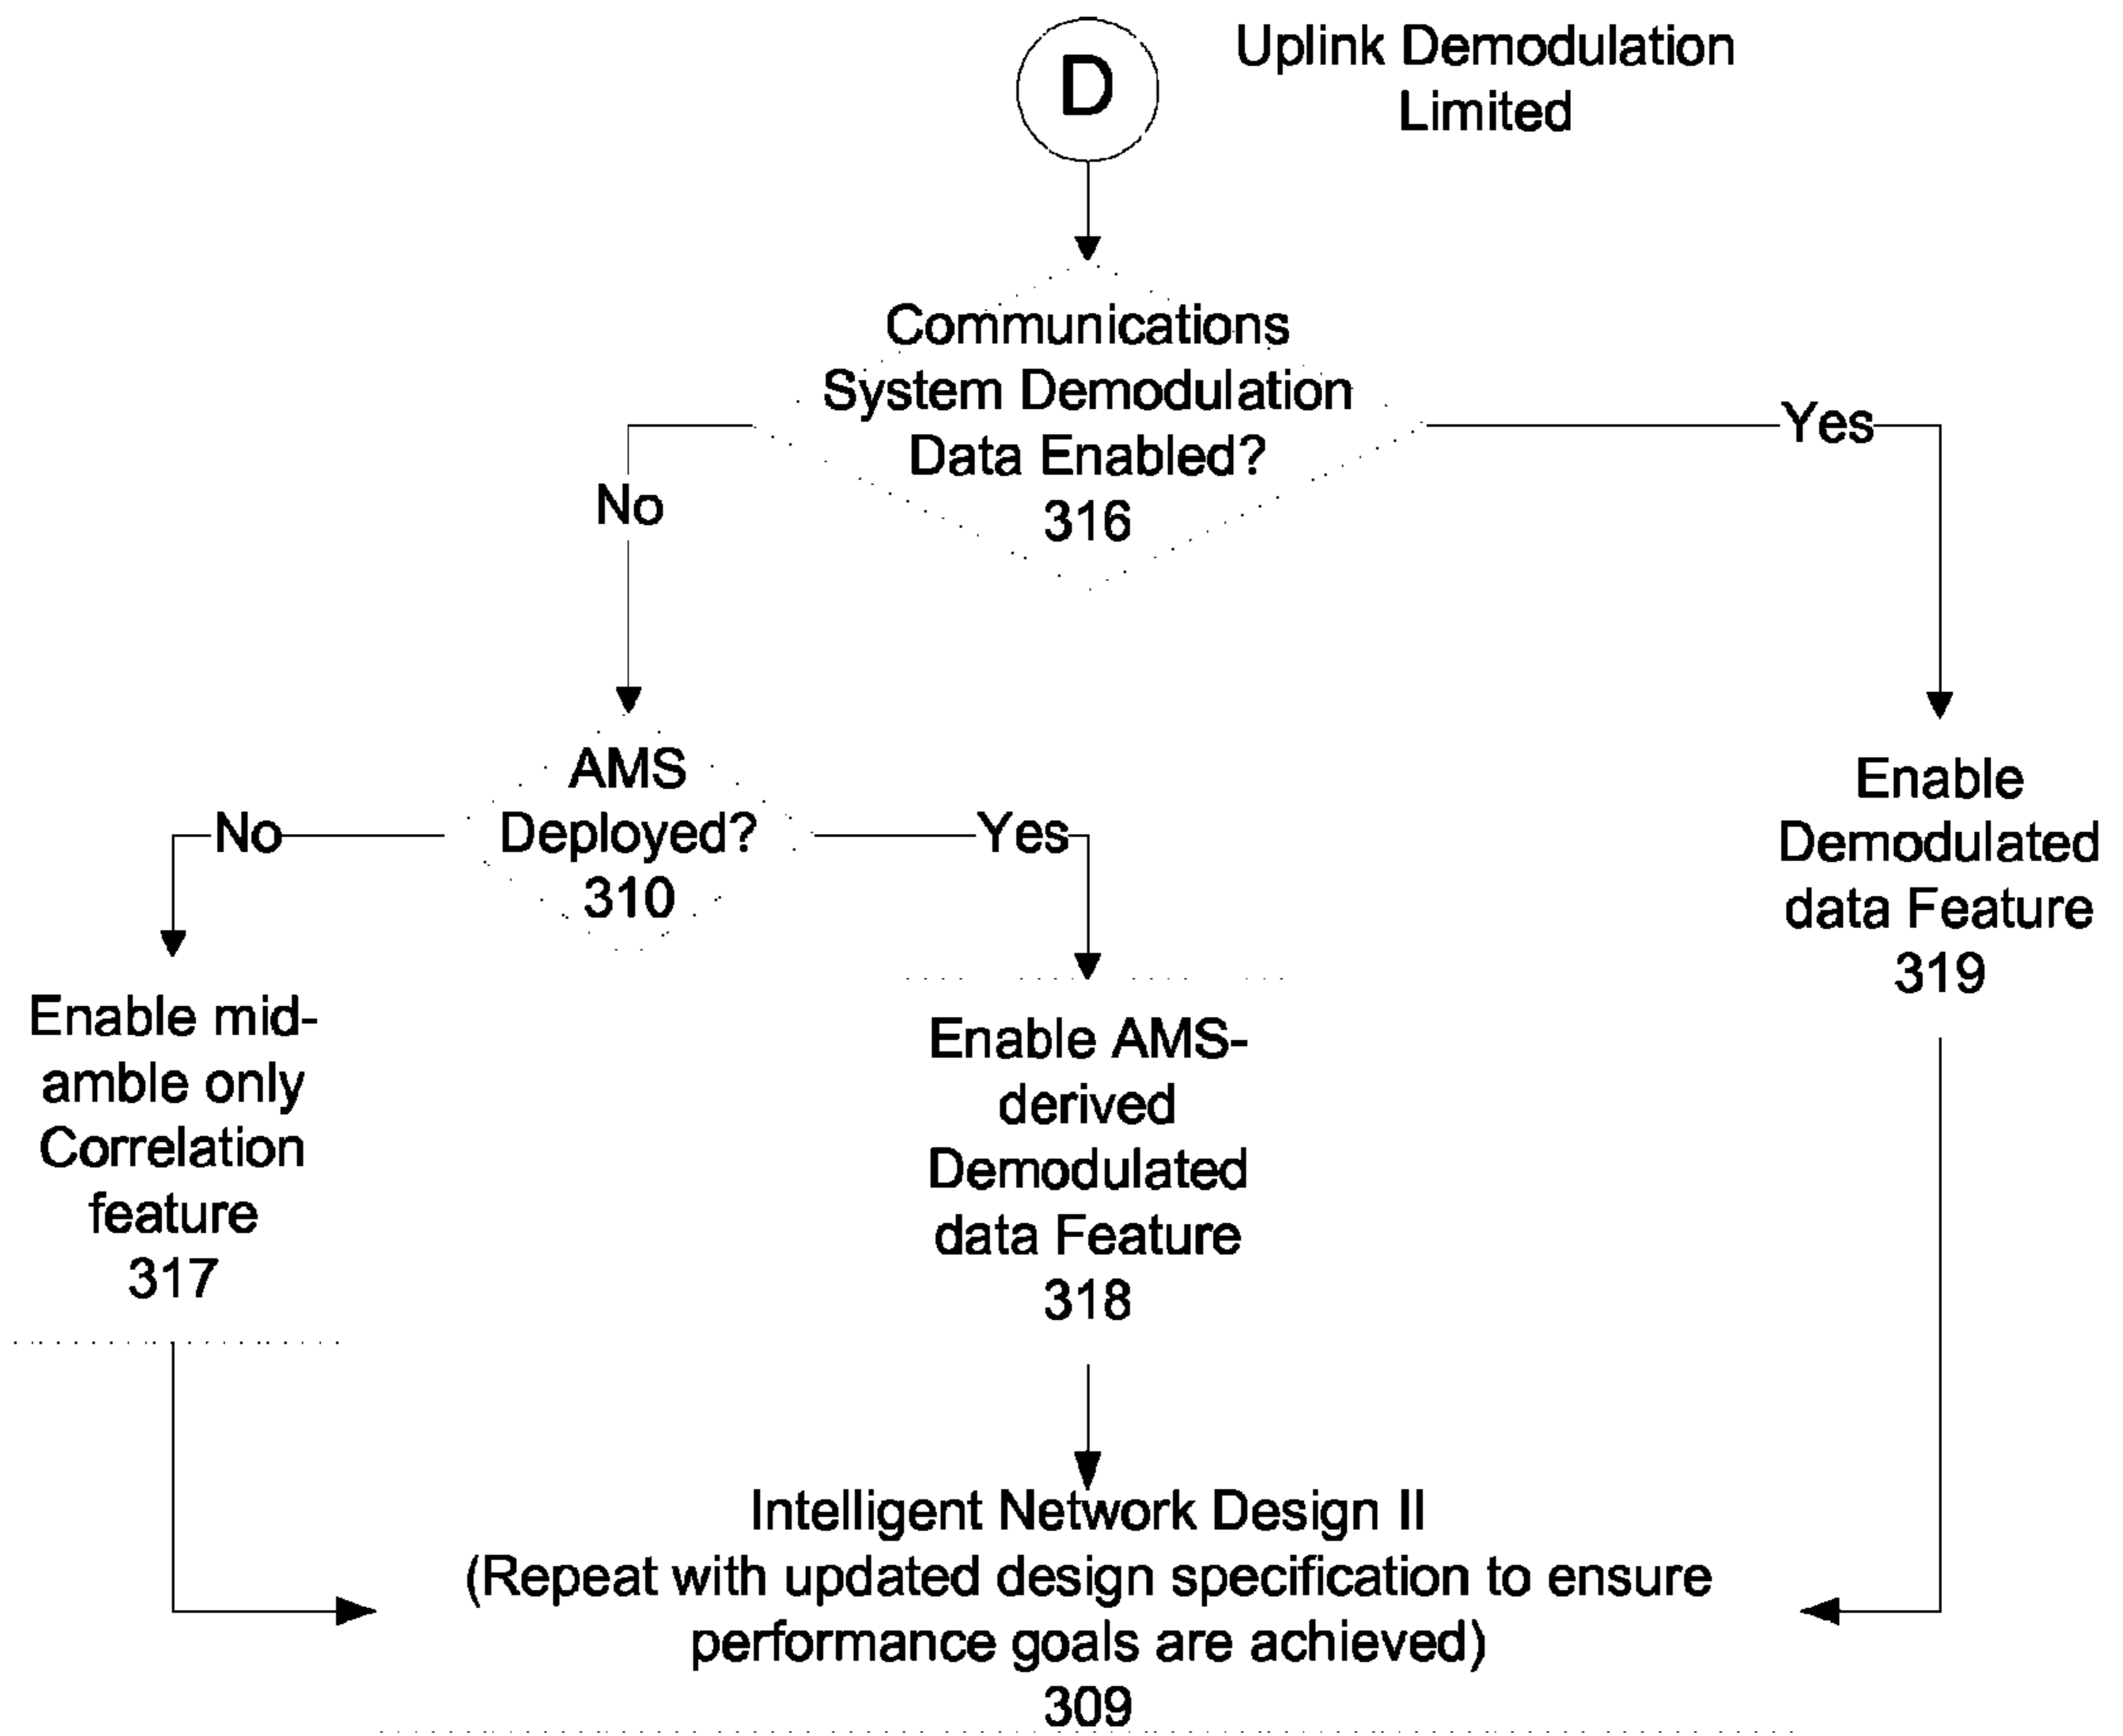 D
Uplink Demodulation
Limited
Communications
System Demodulation
Data Enabled?
316
Yes
No
AMS
Deployed?
310
No
Yes
Enable
Demodulated
data Feature
319
Enable mid-
amble only
Correlation
feature
317
Enable AMS-
derived
Demodulated
data Feature
318
Intelligent Network Design II
(Repeat with updated design specification to ensure
performance goals are achieved)
309